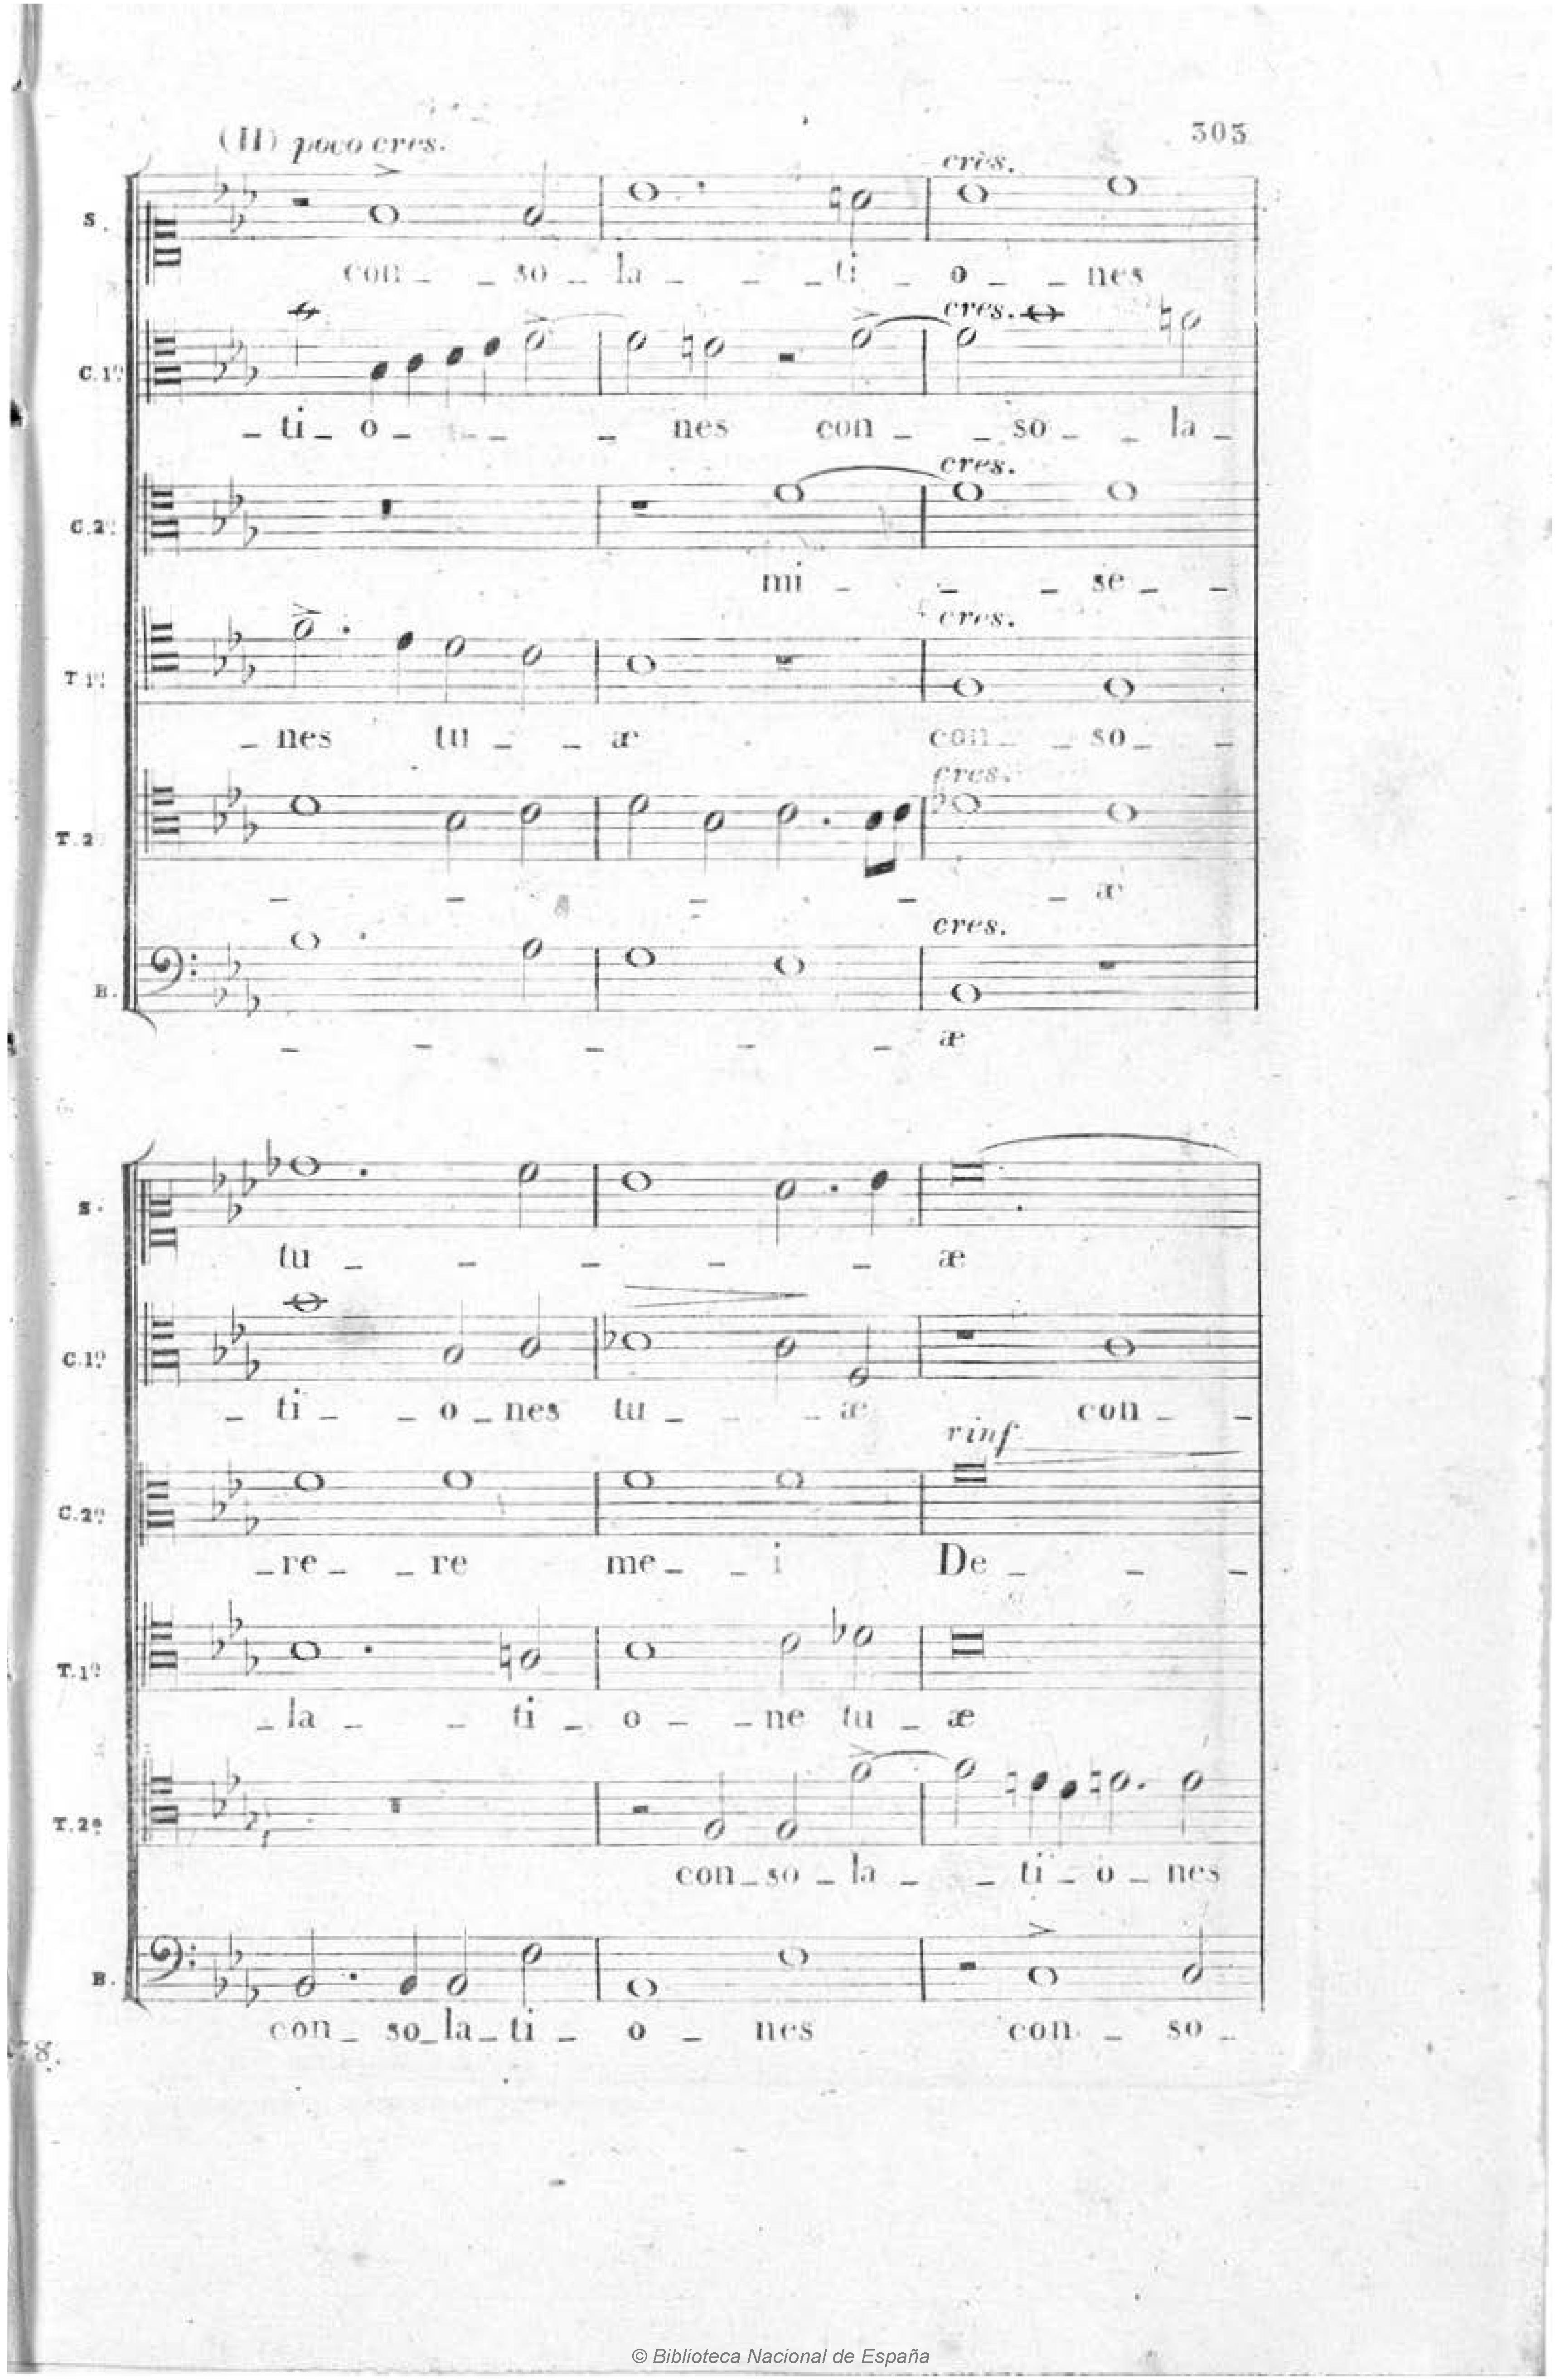 (II) poco cres.
303
crès.
S.
con _ _ so _ la _ _ _ ti _ o _ _ nes
cres.
C.1º
_ ti _ o _ _ _ _ nes con _ _ so _ _ la _
cres.
C.2º
mi _ _ _ se _ _
cres.
T 1º
_ nes tu _ _ æ con _ _ so _ _
cres.
T.2º
_ _ _ _ _ æ
cres.
B.
_ _ _ _ _ æ
S.
tu _ _ _ _ _ æ
C.1º
_ ti _ _ o _ nes tu _ _ _ æ con _ _
rinf
C.2º
_ re _ _ re me _ _ i De _ _ _
T.1º
_ la _ _ ti _ o _ _ ne tu _ æ
T.2º
con _ so _ la _ _ ti _ o _ nes
B.
con _ so _ la _ ti _ o _ nes con _ so _
© Biblioteca Nacional de España